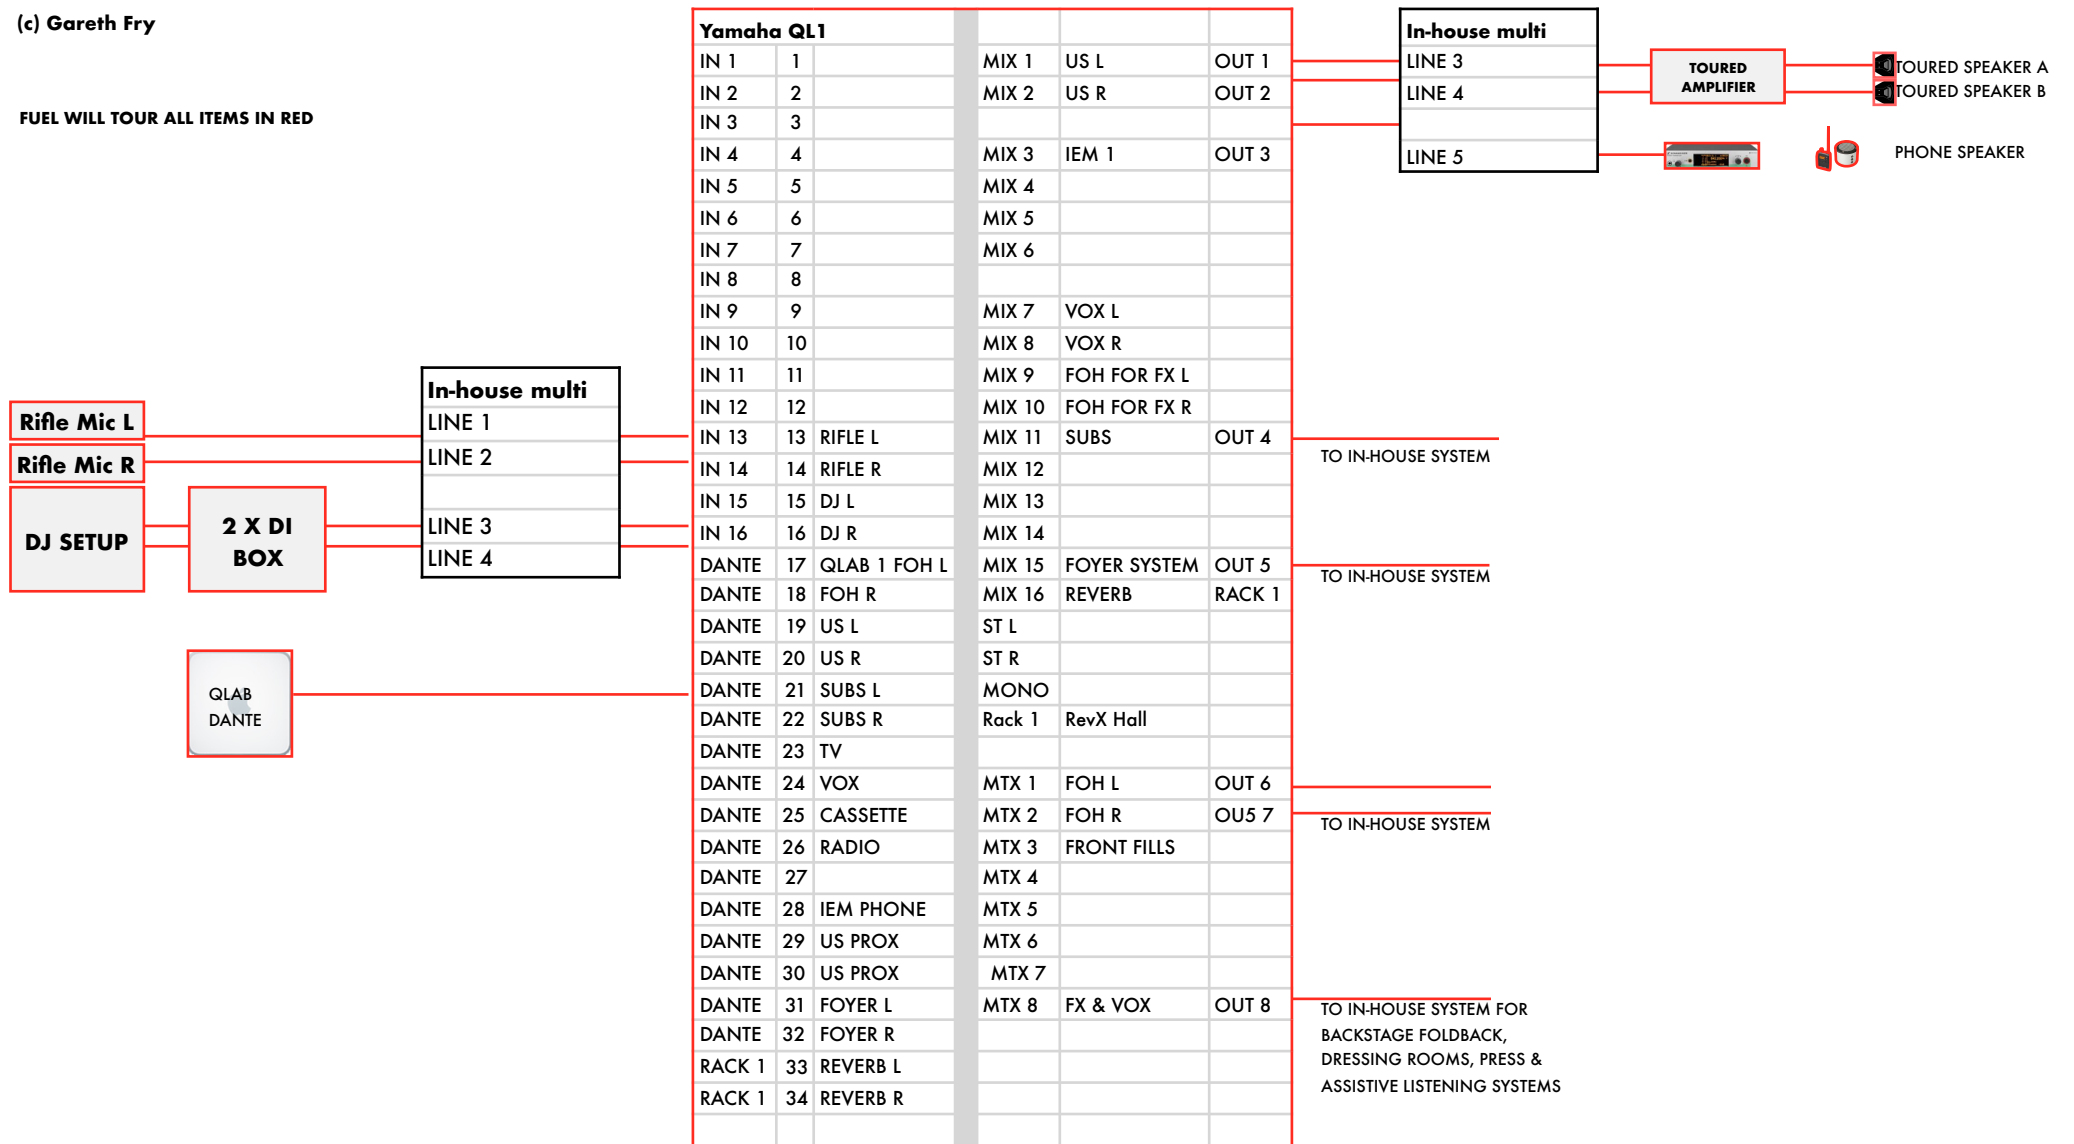 (c) Gareth Fry
FUEL WILL TOUR ALL ITEMS IN RED
Rifle Mic L
Rifle Mic R
DJ SETUP
2 X DI
BOX
In-house multi
LINE 1
LINE 2
LINE 3
LINE 4
QLAB
DANTE
Yamaha QL1
IN 1 1 MIX 1 US L OUT 1
IN 2 2 MIX 2 US R OUT 2
IN 3 3
IN 4 4 MIX 3 IEM 1 OUT 3
IN 5 5 MIX 4
IN 6 6 MIX 5
IN 7 7 MIX 6
IN 8 8
IN 9 9 MIX 7 VOX L
IN 10 10 MIX 8 VOX R
IN 11 11 MIX 9 FOH FOR FX L
IN 12 12 MIX 10 FOH FOR FX R
IN 13 13 RIFLE L MIX 11 SUBS OUT 4
IN 14 14 RIFLE R MIX 12
IN 15 15 DJ L MIX 13
IN 16 16 DJ R MIX 14
DANTE 17 QLAB 1 FOH L MIX 15 FOYER SYSTEM OUT 5
DANTE 18 FOH R MIX 16 REVERB RACK 1
DANTE 19 US L ST L
DANTE 20 US R ST R
DANTE 21 SUBS L MONO
DANTE 22 SUBS R Rack 1 RevX Hall
DANTE 23 TV
DANTE 24 VOX MTX 1 FOH L OUT 6
DANTE 25 CASSETTE MTX 2 FOH R OU5 7
DANTE 26 RADIO MTX 3 FRONT FILLS
DANTE 27 MTX 4
DANTE 28 IEM PHONE MTX 5
DANTE 29 US PROX MTX 6
DANTE 30 US PROX MTX 7
DANTE 31 FOYER L MTX 8 FX & VOX OUT 8
DANTE 32 FOYER R
RACK 1 33 REVERB L
RACK 1 34 REVERB R
In-house multi
LINE 3
LINE 4
LINE 5
TOURED
AMPLIFIER
TOURED SPEAKER A
TOURED SPEAKER B
PHONE SPEAKER
TO IN-HOUSE SYSTEM
TO IN-HOUSE SYSTEM
TO IN-HOUSE SYSTEM
TO IN-HOUSE SYSTEM FOR
BACKSTAGE FOLDBACK,
DRESSING ROOMS, PRESS &
ASSISTIVE LISTENING SYSTEMS